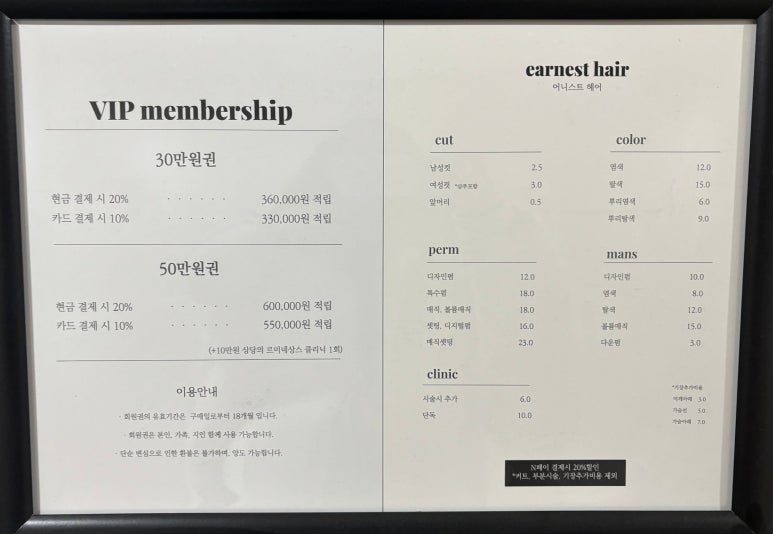 VIP membership
30만원권
현금 결제 시 20% · · · · · · 360,000원 적립
카드 결제 시 10% · · · · · · 330,000원 적립
50만원권
현금 결제 시 20% · · · · · · 600,000원 적립
카드 결제 시 10% · · · · · · 550,000원 적립
(+10만원 상당의 르미네상스 클리닉 1회)
이용안내
· 회원권의 유효기간은 구매일로부터 18개월 입니다.
· 회원권은 본인, 가족, 지인 함께 사용 가능합니다.
· 단순 변심으로 인한 환불은 불가하며, 양도 가능합니다.
earnest hair
어니스트 헤어
cut
남성컷 2.5
여성컷 *샴푸포함 3.0
앞머리 0.5
color
염색 12.0
탈색 15.0
뿌리염색 6.0
뿌리탈색 9.0
perm
디자인펌 12.0
특수펌 18.0
매직, 볼륨매직 18.0
셋팅, 디지털펌 16.0
매직셋팅 23.0
mans
디자인펌 10.0
염색 8.0
탈색 12.0
볼륨매직 15.0
다운펌 3.0
clinic
시술시 추가 6.0
단독 10.0
*기장추가비용
어깨아래 3.0
가슴선 5.0
가슴아래 7.0
N페이 결제시 20%할인
*커트, 부분시술, 기장추가비용 제외